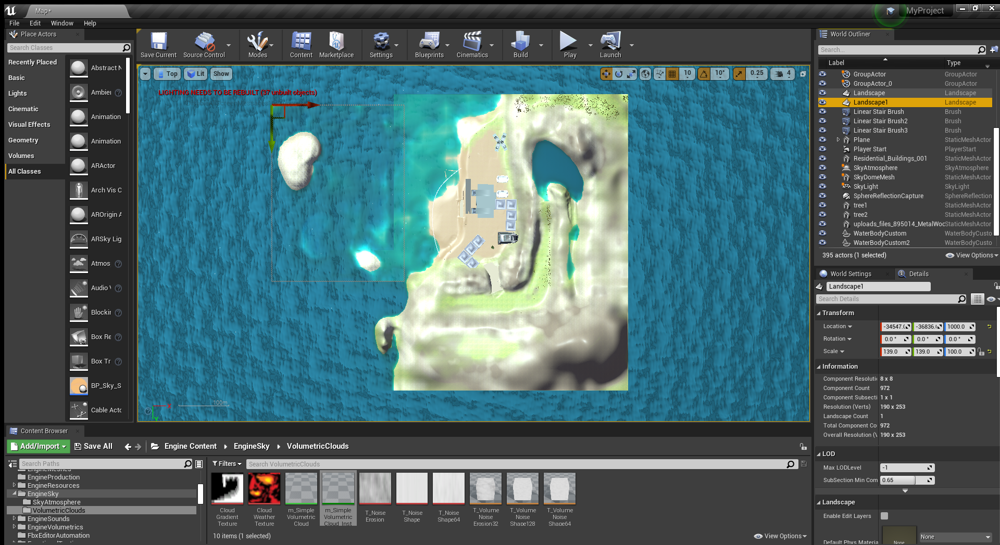 Map*
MyProject
File Edit Window Help
Place Actors
Search Classes
Recently Placed
Basic
Lights
Cinematic
Visual Effects
Geometry
Volumes
All Classes
Abstract N
Ambier
Animation
Animation
ARActor
Arch Vis C
AROrigin A
ARSky Lig
Atmos
Audio V
Blockir
Box Re
Box Tr
BP_Sky_S
Cable Acto
Save Current
Source Control
Modes
Content
Marketplace
Settings
Blueprints
Cinematics
Build
Play
Launch
Top Lit Show
10 10° 0.25 4
LIGHTING NEEDS TO BE REBUILT (37 unbuilt objects)
100m
X
Y
World Outliner
Search...
Label Type
GroupActor GroupActor
GroupActor_0 GroupActor
Landscape Landscape
Landscape1 Landscape
Linear Stair Brush Brush
Linear Stair Brush2 Brush
Linear Stair Brush3 Brush
Plane StaticMeshActor
Player Start PlayerStart
Residential_Buildings_001 StaticMeshActor
SkyAtmosphere SkyAtmosphere
SkyDomeMesh StaticMeshActor
SkyLight SkyLight
SphereReflectionCapture SphereReflection
tree1 StaticMeshActor
tree2 StaticMeshActor
uploads_files_895014_MetalWoo StaticMeshActor
WaterBodyCustom WaterBodyCusto
WaterBodyCustom2 WaterBodyCusto
395 actors (1 selected) View Options
World Settings Details
Landscape1
Search Details
Transform
Location -34547.( -36836.( 1000.0
Rotation 0.0 ° 0.0 ° 0.0 °
Scale 139.0 139.0 100.0
Information
Component Resoluti 8 x 8
Component Count 972
Component Subsecti 1 x 1
Resolution (Verts) 190 x 253
Landscape Count 1
Total Component Co 972
Overall Resolution (V 190 x 253
LOD
Max LODLevel -1
SubSection Min Com 0.65
Landscape
Enable Edit Layers
Default Phys Materia None None
Content Browser
Add/Import Save All Engine Content EngineSky VolumetricClouds
Search Paths
EngineMeshes
EngineProduction
EngineResources
EngineSky
SkyAtmosphere
VolumetricClouds
EngineSounds
EngineVolumetrics
FbxEditorAutomation
Filters Search VolumetricClouds
Cloud Gradient Texture
Cloud Weather Texture
m_Simple Volumetric Cloud
m_Simple Volumetric Cloud_Inst
T_Noise Erosion
T_Noise Shape
T_Noise Shape64
T_Volume Noise Erosion32
T_Volume Noise Shape128
T_Volume Noise Shape64
10 items (1 selected) View Options